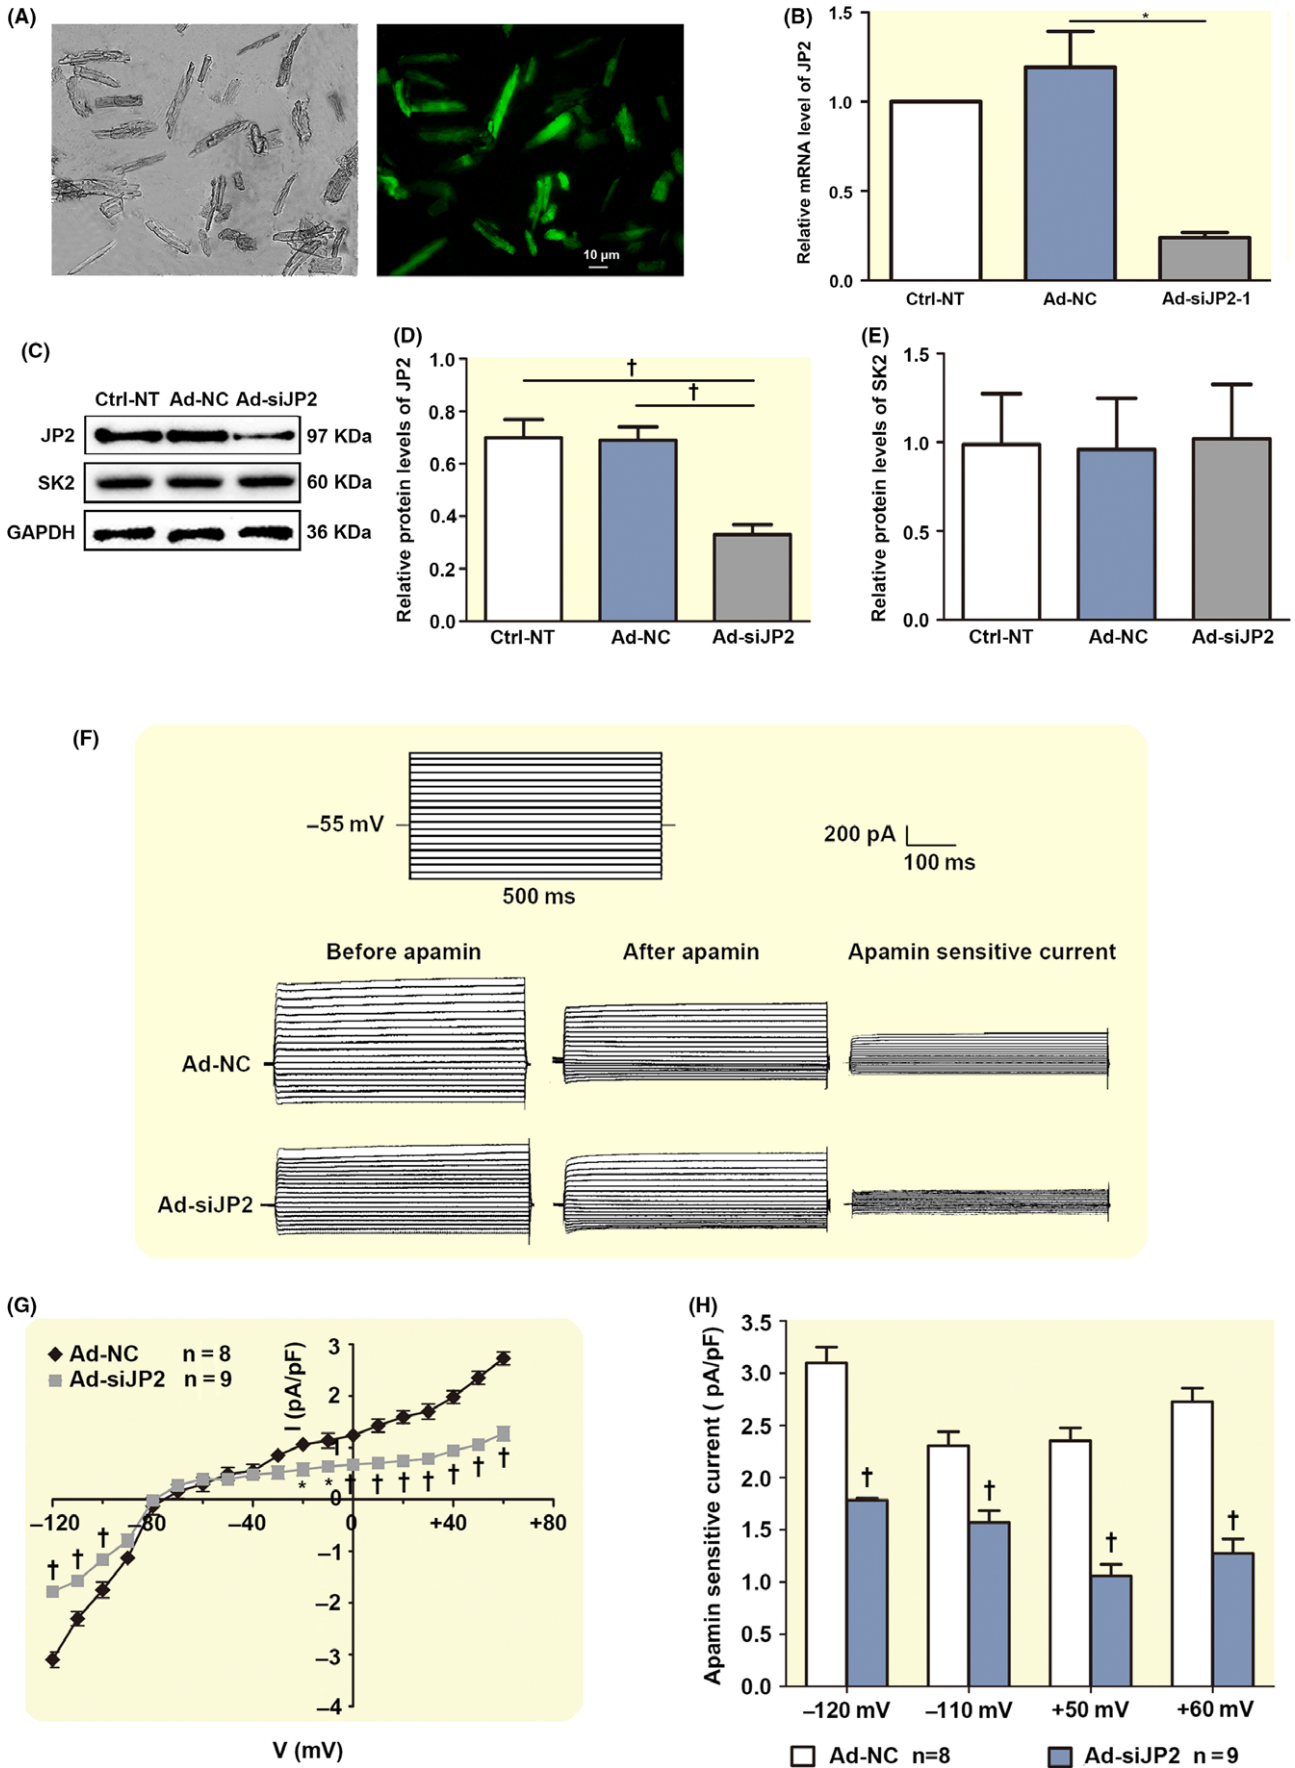 (A)
10 µm
(B)
Relative mRNA level of JP2
1.5
1.0
0.5
0.0
*
Ctrl-NT Ad-NC Ad-siJP2-1
(C)
Ctrl-NT Ad-NC Ad-siJP2
JP2 97 KDa
SK2 60 KDa
GAPDH 36 KDa
(D)
Relative protein levels of JP2
1.0
0.8
0.6
0.4
0.2
0.0
†
†
Ctrl-NT Ad-NC Ad-siJP2
(E)
Relative protein levels of SK2
1.5
1.0
0.5
0.0
Ctrl-NT Ad-NC Ad-siJP2
(F)
–55 mV
500 ms
200 pA
100 ms
Before apamin After apamin Apamin sensitive current
Ad-NC
Ad-siJP2
(G)
Ad-NC n = 8
Ad-siJP2 n = 9
I (pA/pF)
3
2
1
0
–1
–2
–3
–4
–120 –80 –40 0 +40 +80
† † †
* * † † † † † † †
V (mV)
(H)
Apamin sensitive current ( pA/pF)
3.5
3.0
2.5
2.0
1.5
1.0
0.5
0.0
† † † †
–120 mV –110 mV +50 mV +60 mV
Ad-NC n=8 Ad-siJP2 n = 9